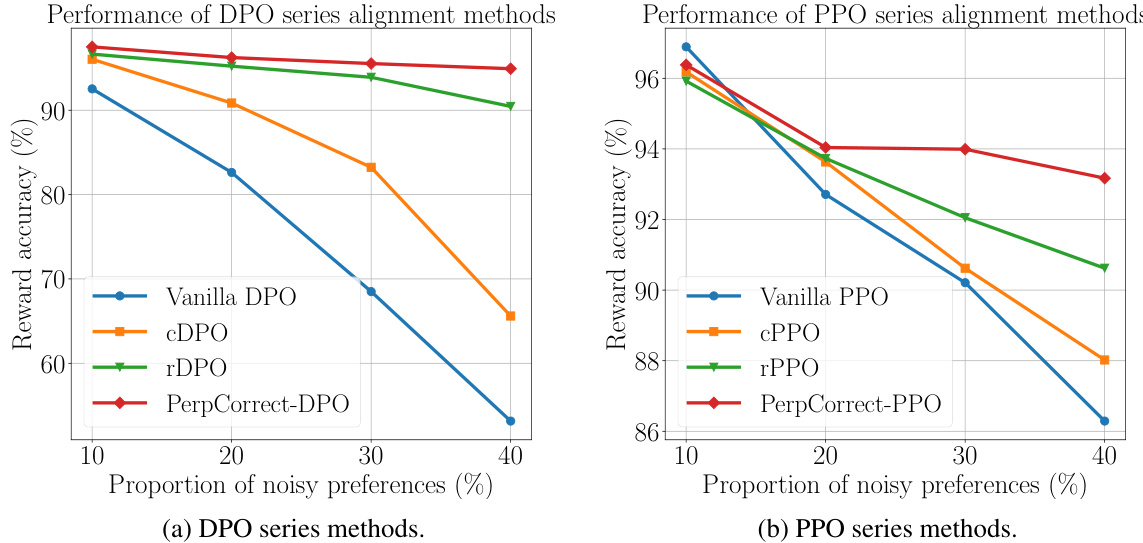 Performance of DPO series alignment methods
Reward accuracy (%)
90
80
70
60
Vanilla DPO
cDPO
rDPO
PerpCorrect-DPO
10 20 30 40
Proportion of noisy preferences (%)
(a) DPO series methods.
Performance of PPO series alignment methods
Reward accuracy (%)
96
94
92
90
88
86
Vanilla PPO
cPPO
rPPO
PerpCorrect-PPO
10 20 30 40
Proportion of noisy preferences (%)
(b) PPO series methods.